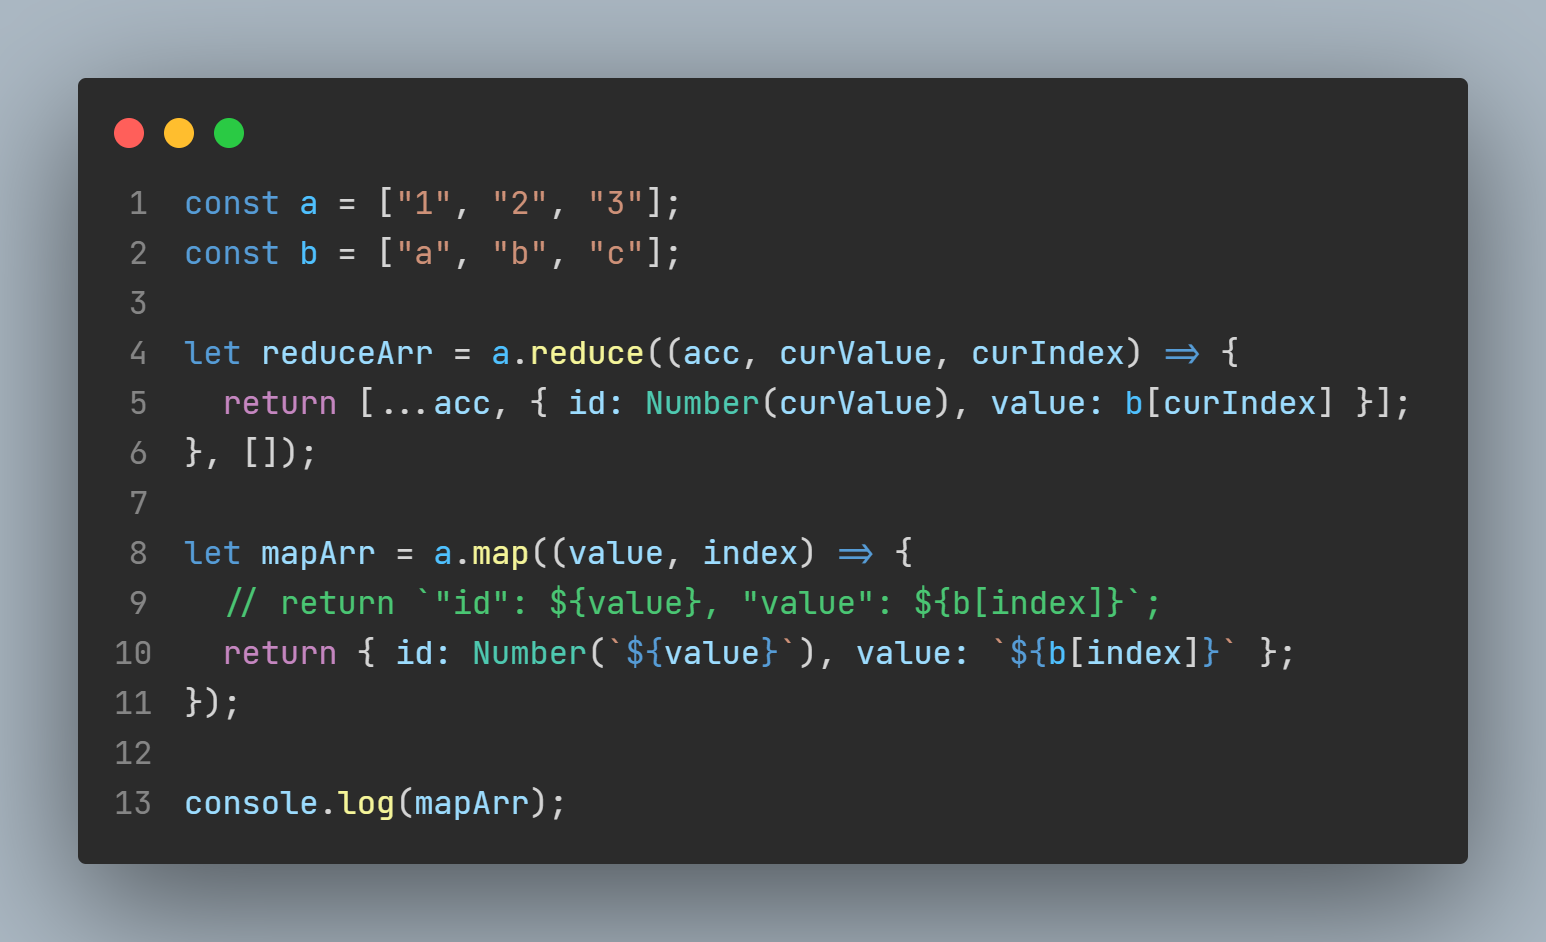 1 const a = ["1", "2", "3"];
2 const b = ["a", "b", "c"];
3
4 let reduceArr = a.reduce((acc, curValue, curIndex) => {
5   return [...acc, { id: Number(curValue), value: b[curIndex] }];
6 }, []);
7
8 let mapArr = a.map((value, index) => {
9   // return `"id": ${value}, "value": ${b[index]}`;
10   return { id: Number(`${value}`), value: `${b[index]}` };
11 });
12
13 console.log(mapArr);